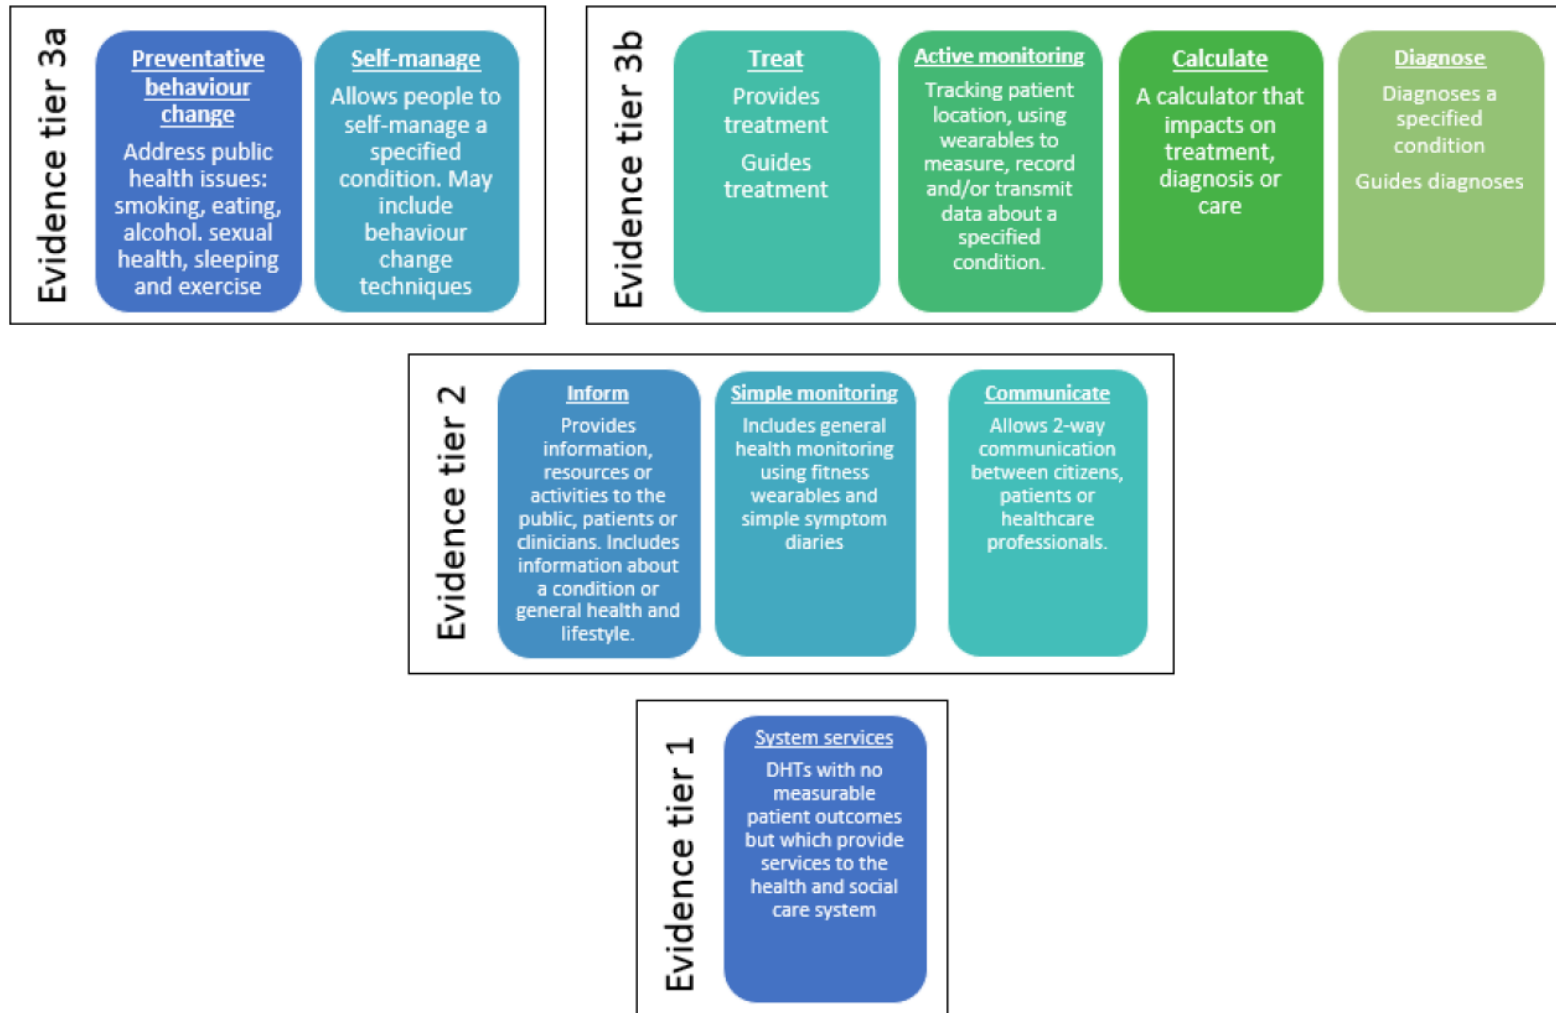 Evidence tier 3a
Preventative
behaviour
change
Address public
health issues:
smoking, eating,
alcohol. sexual
health, sleeping
and exercise
Self-manage
Allows people to
self-manage a
specified
condition. May
include
behaviour
change
techniques
Evidence tier 3b
Treat
Provides
treatment
Guides
treatment
Active monitoring
Tracking patient
location, using
wearables to
measure, record
and/or transmit
data about a
specified
condition.
Calculate
A calculator that
impacts on
treatment,
diagnosis or
care
Diagnose
Diagnoses a
specified
condition
Guides diagnoses
Evidence tier 2
Inform
Provides
information,
resources or
activities to the
public, patients or
clinicians. Includes
information about
a condition or
general health and
lifestyle.
Simple monitoring
Includes general
health monitoring
using fitness
wearables and
simple symptom
diaries
Communicate
Allows 2-way
communication
between citizens,
patients or
healthcare
professionals.
Evidence tier 1
System services
DHTs with no
measurable
patient outcomes
but which provide
services to the
health and social
care system